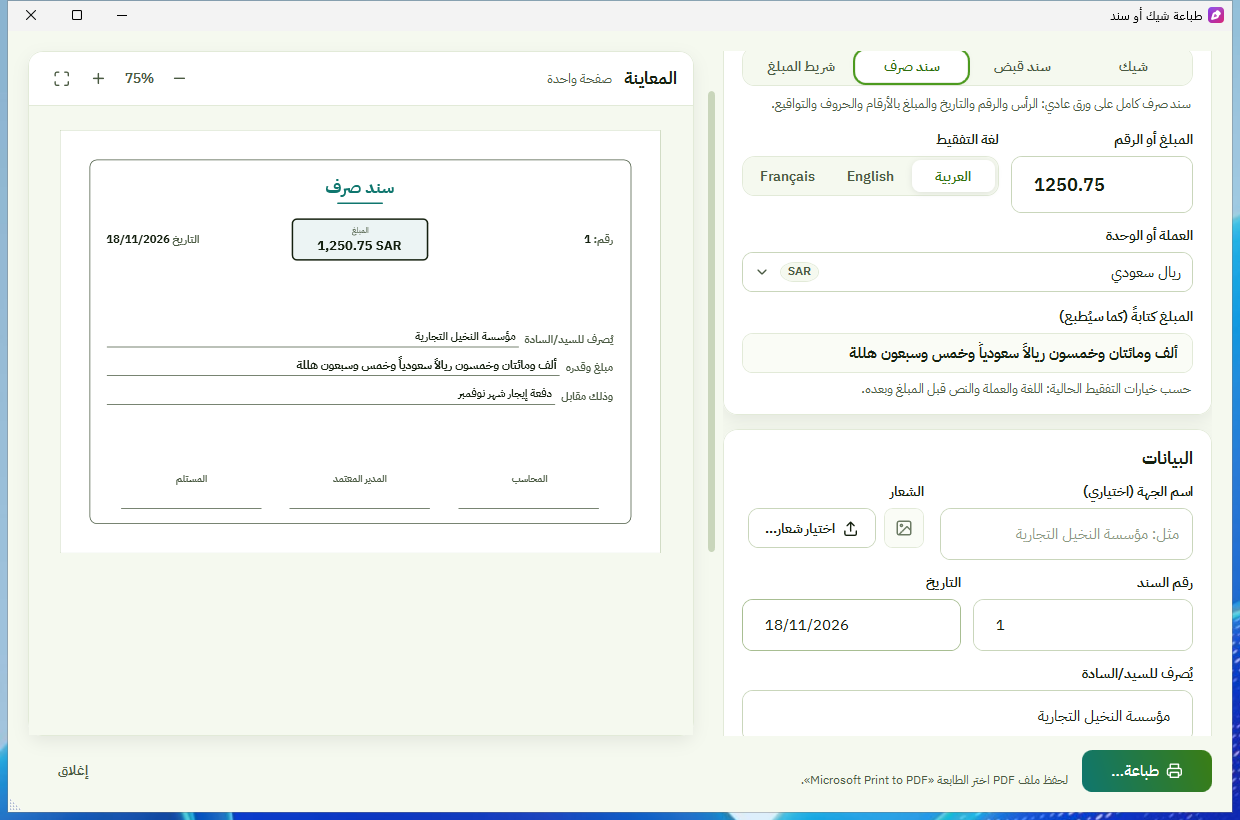 طباعة شيك أو سند
شيك
سند قبض
سند صرف
شريط المبلغ
سند صرف كامل على ورق عادي: الرأس والرقم والتاريخ والمبلغ بالأرقام والحروف والتواقيع.
المبلغ أو الرقم
لغة التفقيط
1250.75
العربية
English
Français
العملة أو الوحدة
ريال سعودي
SAR
المبلغ كتابةً (كما سيُطبع)
ألف ومائتان وخمسون ريالاً سعودياً وخمس وسبعون هللة
حسب خيارات التفقيط الحالية: اللغة والعملة والنص قبل المبلغ وبعده.
البيانات
اسم الجهة (اختياري)
الشعار
مثل: مؤسسة النخيل التجارية
اختيار شعار...
رقم السند
التاريخ
1
18/11/2026
يُصرف للسيد/السادة
مؤسسة النخيل التجارية
طباعة...
لحفظ ملف PDF اختر الطابعة «Microsoft Print to PDF».
إغلاق
المعاينة
صفحة واحدة
75%
سند صرف
رقم: 1
المبلغ
1,250.75 SAR
التاريخ 18/11/2026
يُصرف للسيد/السادة مؤسسة النخيل التجارية
مبلغ وقدره ألف ومائتان وخمسون ريالاً سعودياً وخمس وسبعون هللة
وذلك مقابل دفعة إيجار شهر نوفمبر
المحاسب
المدير المعتمد
المستلم